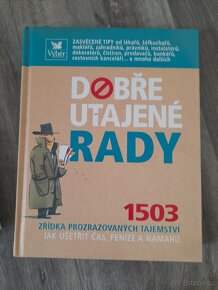 Výběr
ZASVĚCENÉ TIPY od lékařů, šéfkuchařů,
makléřů, zahradníků, právníků, instalatérů,
dekoratérů, čistíren, prodavačů, bankéřů,
cestovních kanceláří... a mnoha dalších
DOBŘE
UTAJENÉ
RADY
1503
ZŘÍDKA PROZRAZOVANÝCH TAJEMSTVÍ
JAK UŠETŘIT ČAS, PENÍZE A NÁMAHU